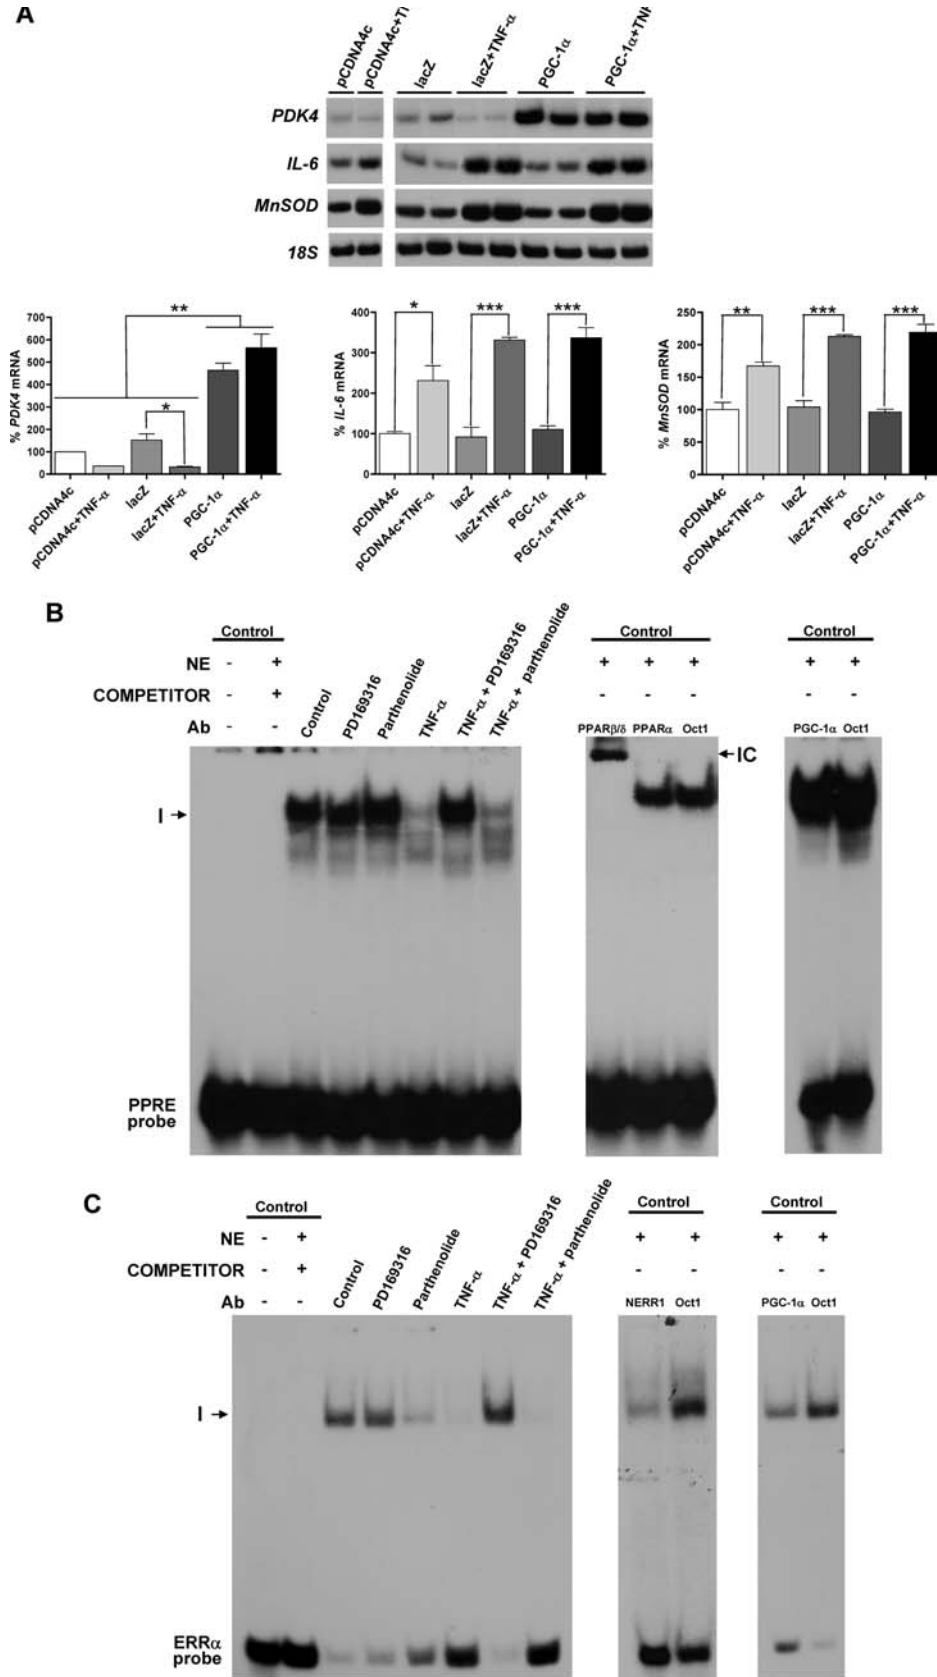 A
pCDNA4c
pCDNA4c+TNF
lacZ
lacZ+TNF-α
PGC-1α
PGC-1α+TNF
PDK4
IL-6
MnSOD
18S
% PDK4 mRNA
700
600
500
400
300
200
100
0
**
*
pCDNA4c
pCDNA4c+TNF-α
lacZ
lacZ+TNF-α
PGC-1α
PGC-1α+TNF-α
% IL-6 mRNA
400
300
200
100
0
*
***
***
pCDNA4c
pCDNA4c+TNF-α
lacZ
lacZ+TNF-α
PGC-1α
PGC-1α+TNF-α
% MnSOD mRNA
250
200
150
100
50
0
**
***
***
pCDNA4c
pCDNA4c+TNF-α
lacZ
lacZ+TNF-α
PGC-1α
PGC-1α+TNF-α
B
Control
NE - +
COMPETITOR - +
Ab - - Control PD169316 Parthenolide TNF-α TNF-α + PD169316 TNF-α + parthenolide
I
PPRE
probe
Control
+ + +
- - -
PPARβ/δ PPARα Oct1
IC
Control
+ +
- -
PGC-1α Oct1
C
Control
NE - +
COMPETITOR - +
Ab - - Control PD169316 Parthenolide TNF-α TNF-α + PD169316 TNF-α + parthenolide
I
ERRα
probe
Control
+ +
- -
NERR1 Oct1
Control
+ +
- -
PGC-1α Oct1